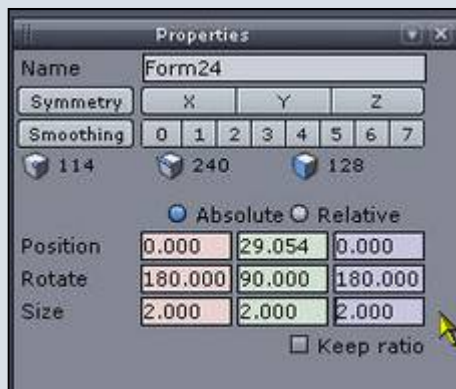 Properties
Name Form24
Symmetry X Y Z
Smoothing 0 1 2 3 4 5 6 7
114 240 128
Absolute Relative
Position 0.000 29.054 0.000
Rotate 180.000 90.000 180.000
Size 2.000 2.000 2.000
Keep ratio